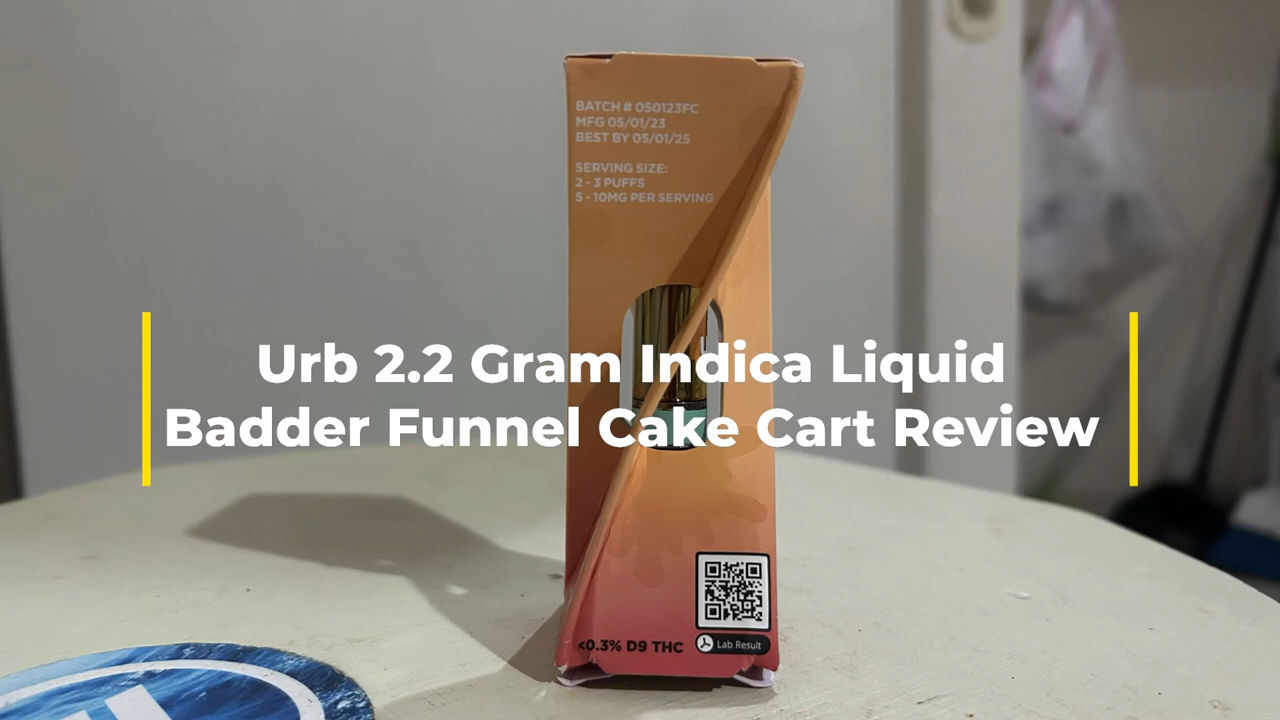 BATCH # 050123FC
MFG 05/01/23
BEST BY 05/01/25
SERVING SIZE:
2 - 3 PUFFS
5 - 10MG PER SERVING
Urb 2.2 Gram Indica Liquid
Badder Funnel Cake Cart Review
<0.3% D9 THC
Lab Result